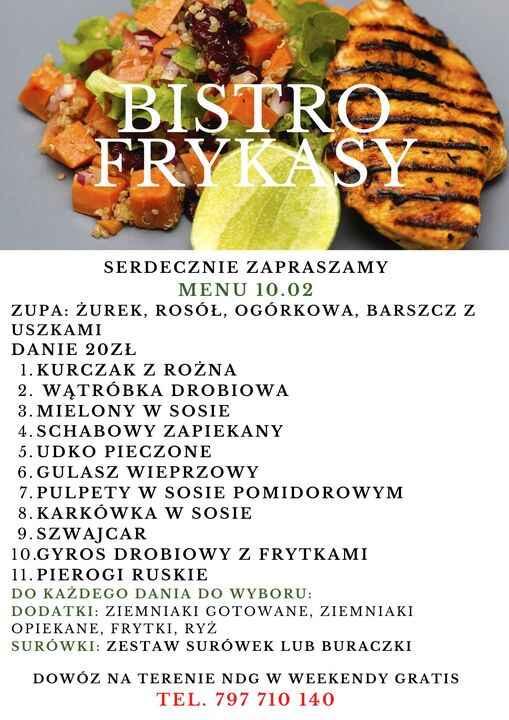 BISTRO
FRYKASY
SERDECZNIE ZAPRASZAMY
MENU 10.02
ZUPA: ŻUREK, ROSÓŁ, OGÓRKOWA, BARSZCZ Z
USZKAMI
DANIE 20ZŁ
1. KURCZAK Z ROŻNA
2. WĄTRÓBKA DROBIOWA
3. MIELONY W SOSIE
4. SCHABOWY ZAPIEKANY
5. UDKO PIECZONE
6. GULASZ WIEPRZOWY
7. PULPETY W SOSIE POMIDOROWYM
8. KARKÓWKA W SOSIE
9. SZWAJCAR
10. GYROS DROBIOWY Z FRYTKAMI
11. PIEROGI RUSKIE
DO KAŻDEGO DANIA DO WYBORU:
DODATKI: ZIEMNIAKI GOTOWANE, ZIEMNIAKI
OPIEKANE, FRYTKI, RYŻ
SURÓWKI: ZESTAW SURÓWEK LUB BURACZKI
DOWÓZ NA TERENIE NDG W WEEKENDY GRATIS
TEL. 797 710 140